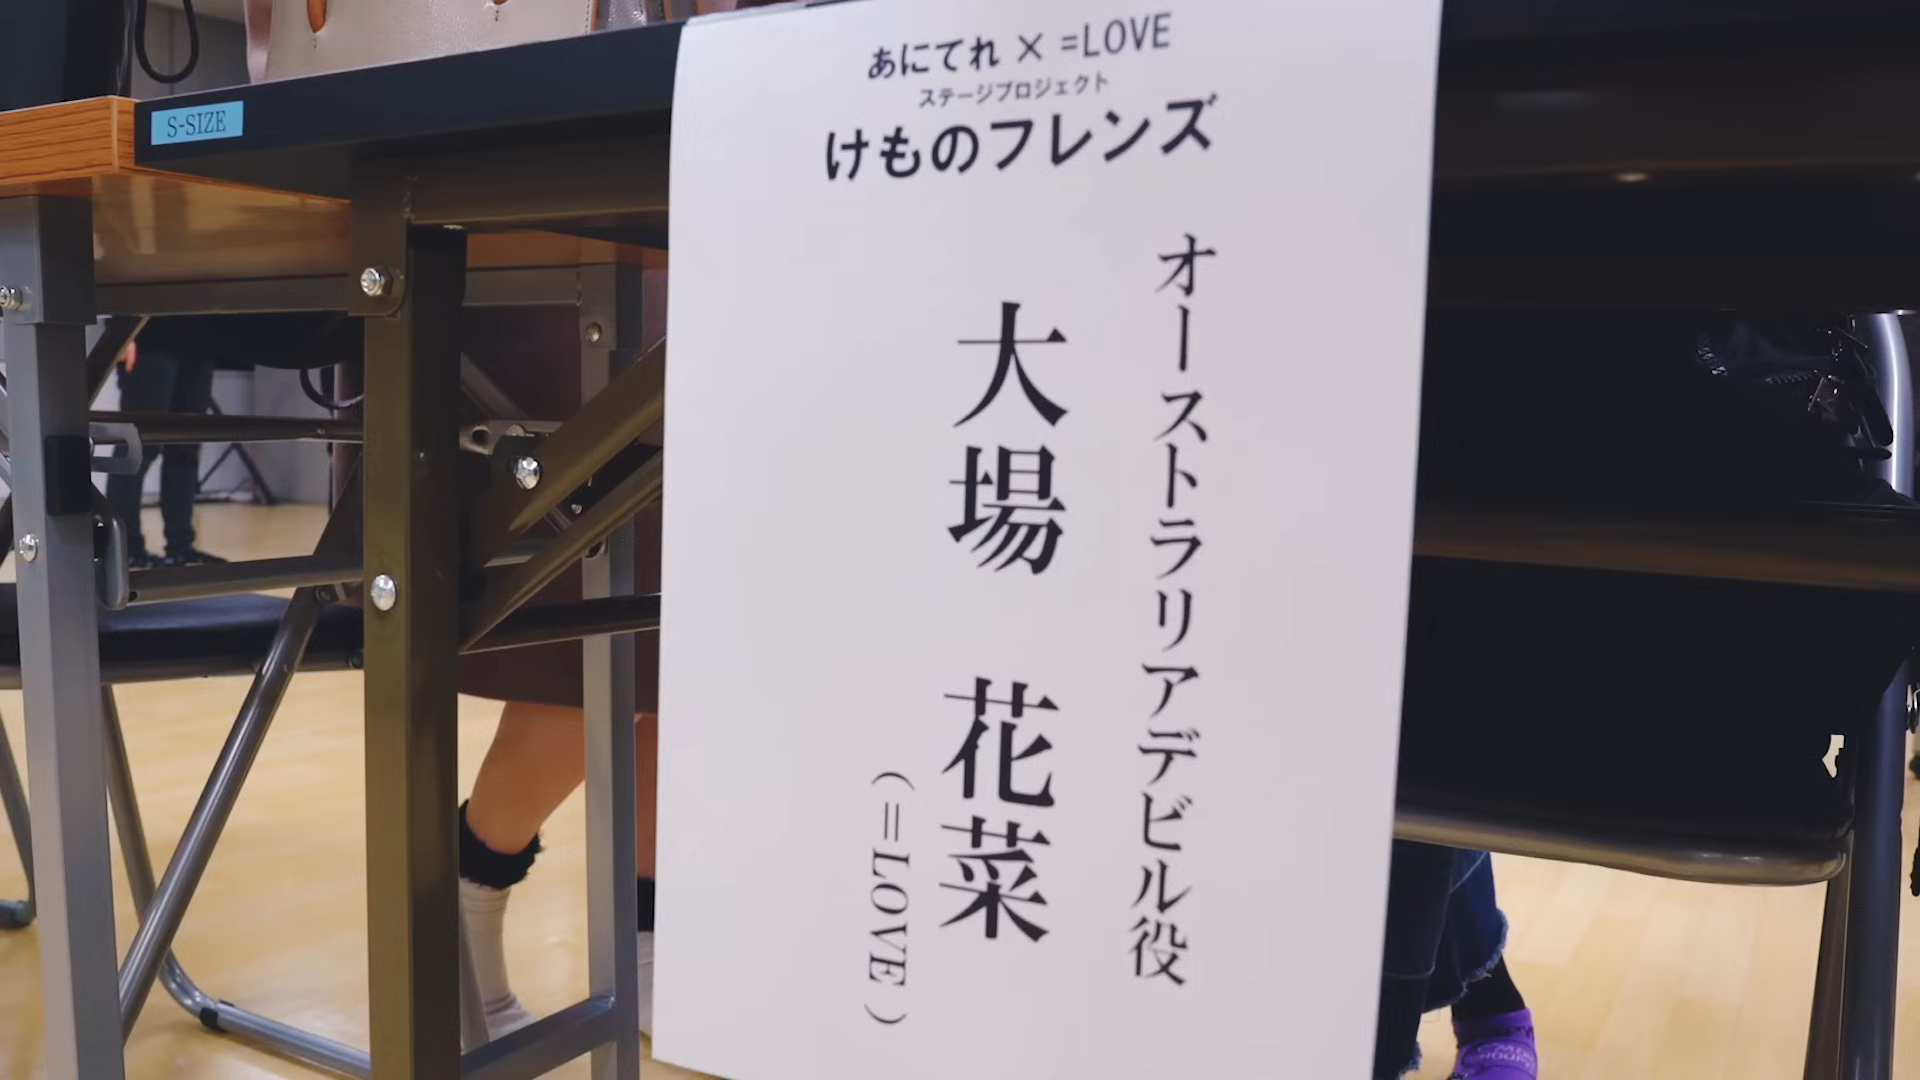 あにてれ × =LOVE
ステージプロジェクト
けものフレンズ
オーストラリアデビル役
大場 花菜
(=LOVE)
S-SIZE